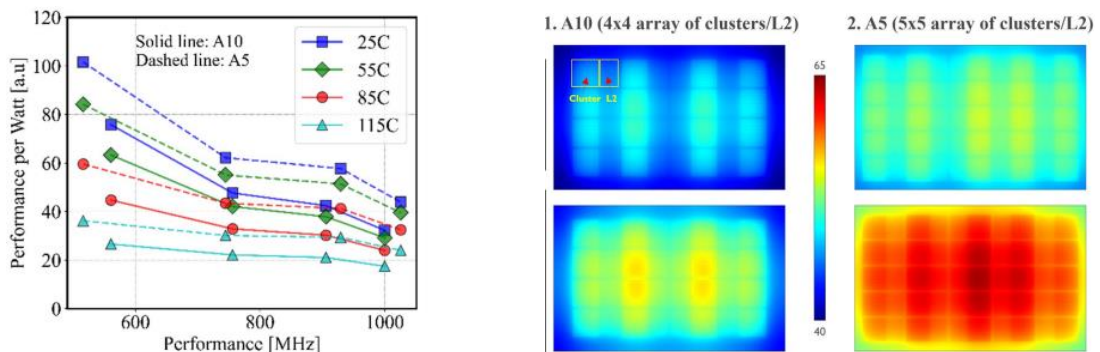 120
100
80
60
40
20
0
600
800
1000
Performance per Watt [a.u]
Performance [MHz]
Solid line: A10
Dashed line: A5
25C
55C
85C
115C
1. A10 (4x4 array of clusters/L2)
Cluster L2
65
40
2. A5 (5x5 array of clusters/L2)